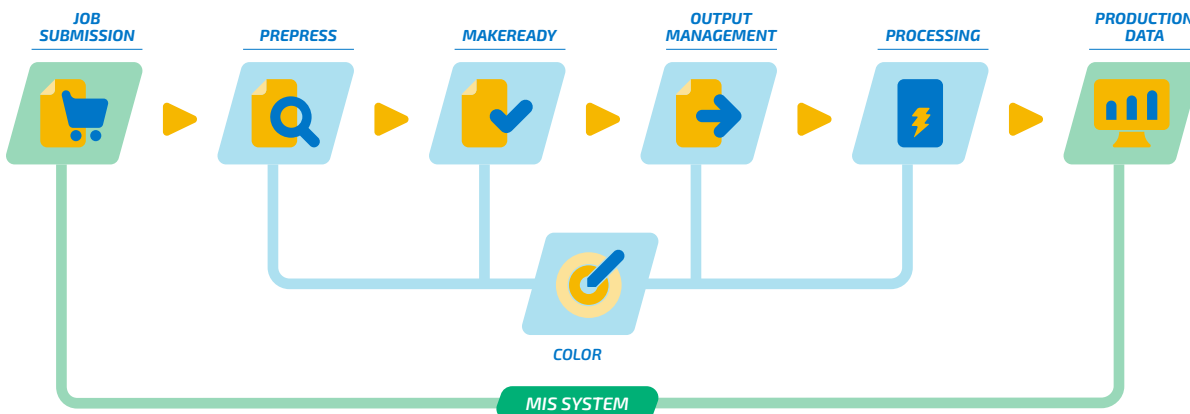 JOB
SUBMISSION
PREPRESS
MAKEREADY
OUTPUT
MANAGEMENT
PROCESSING
PRODUCTION
DATA
COLOR
MIS SYSTEM